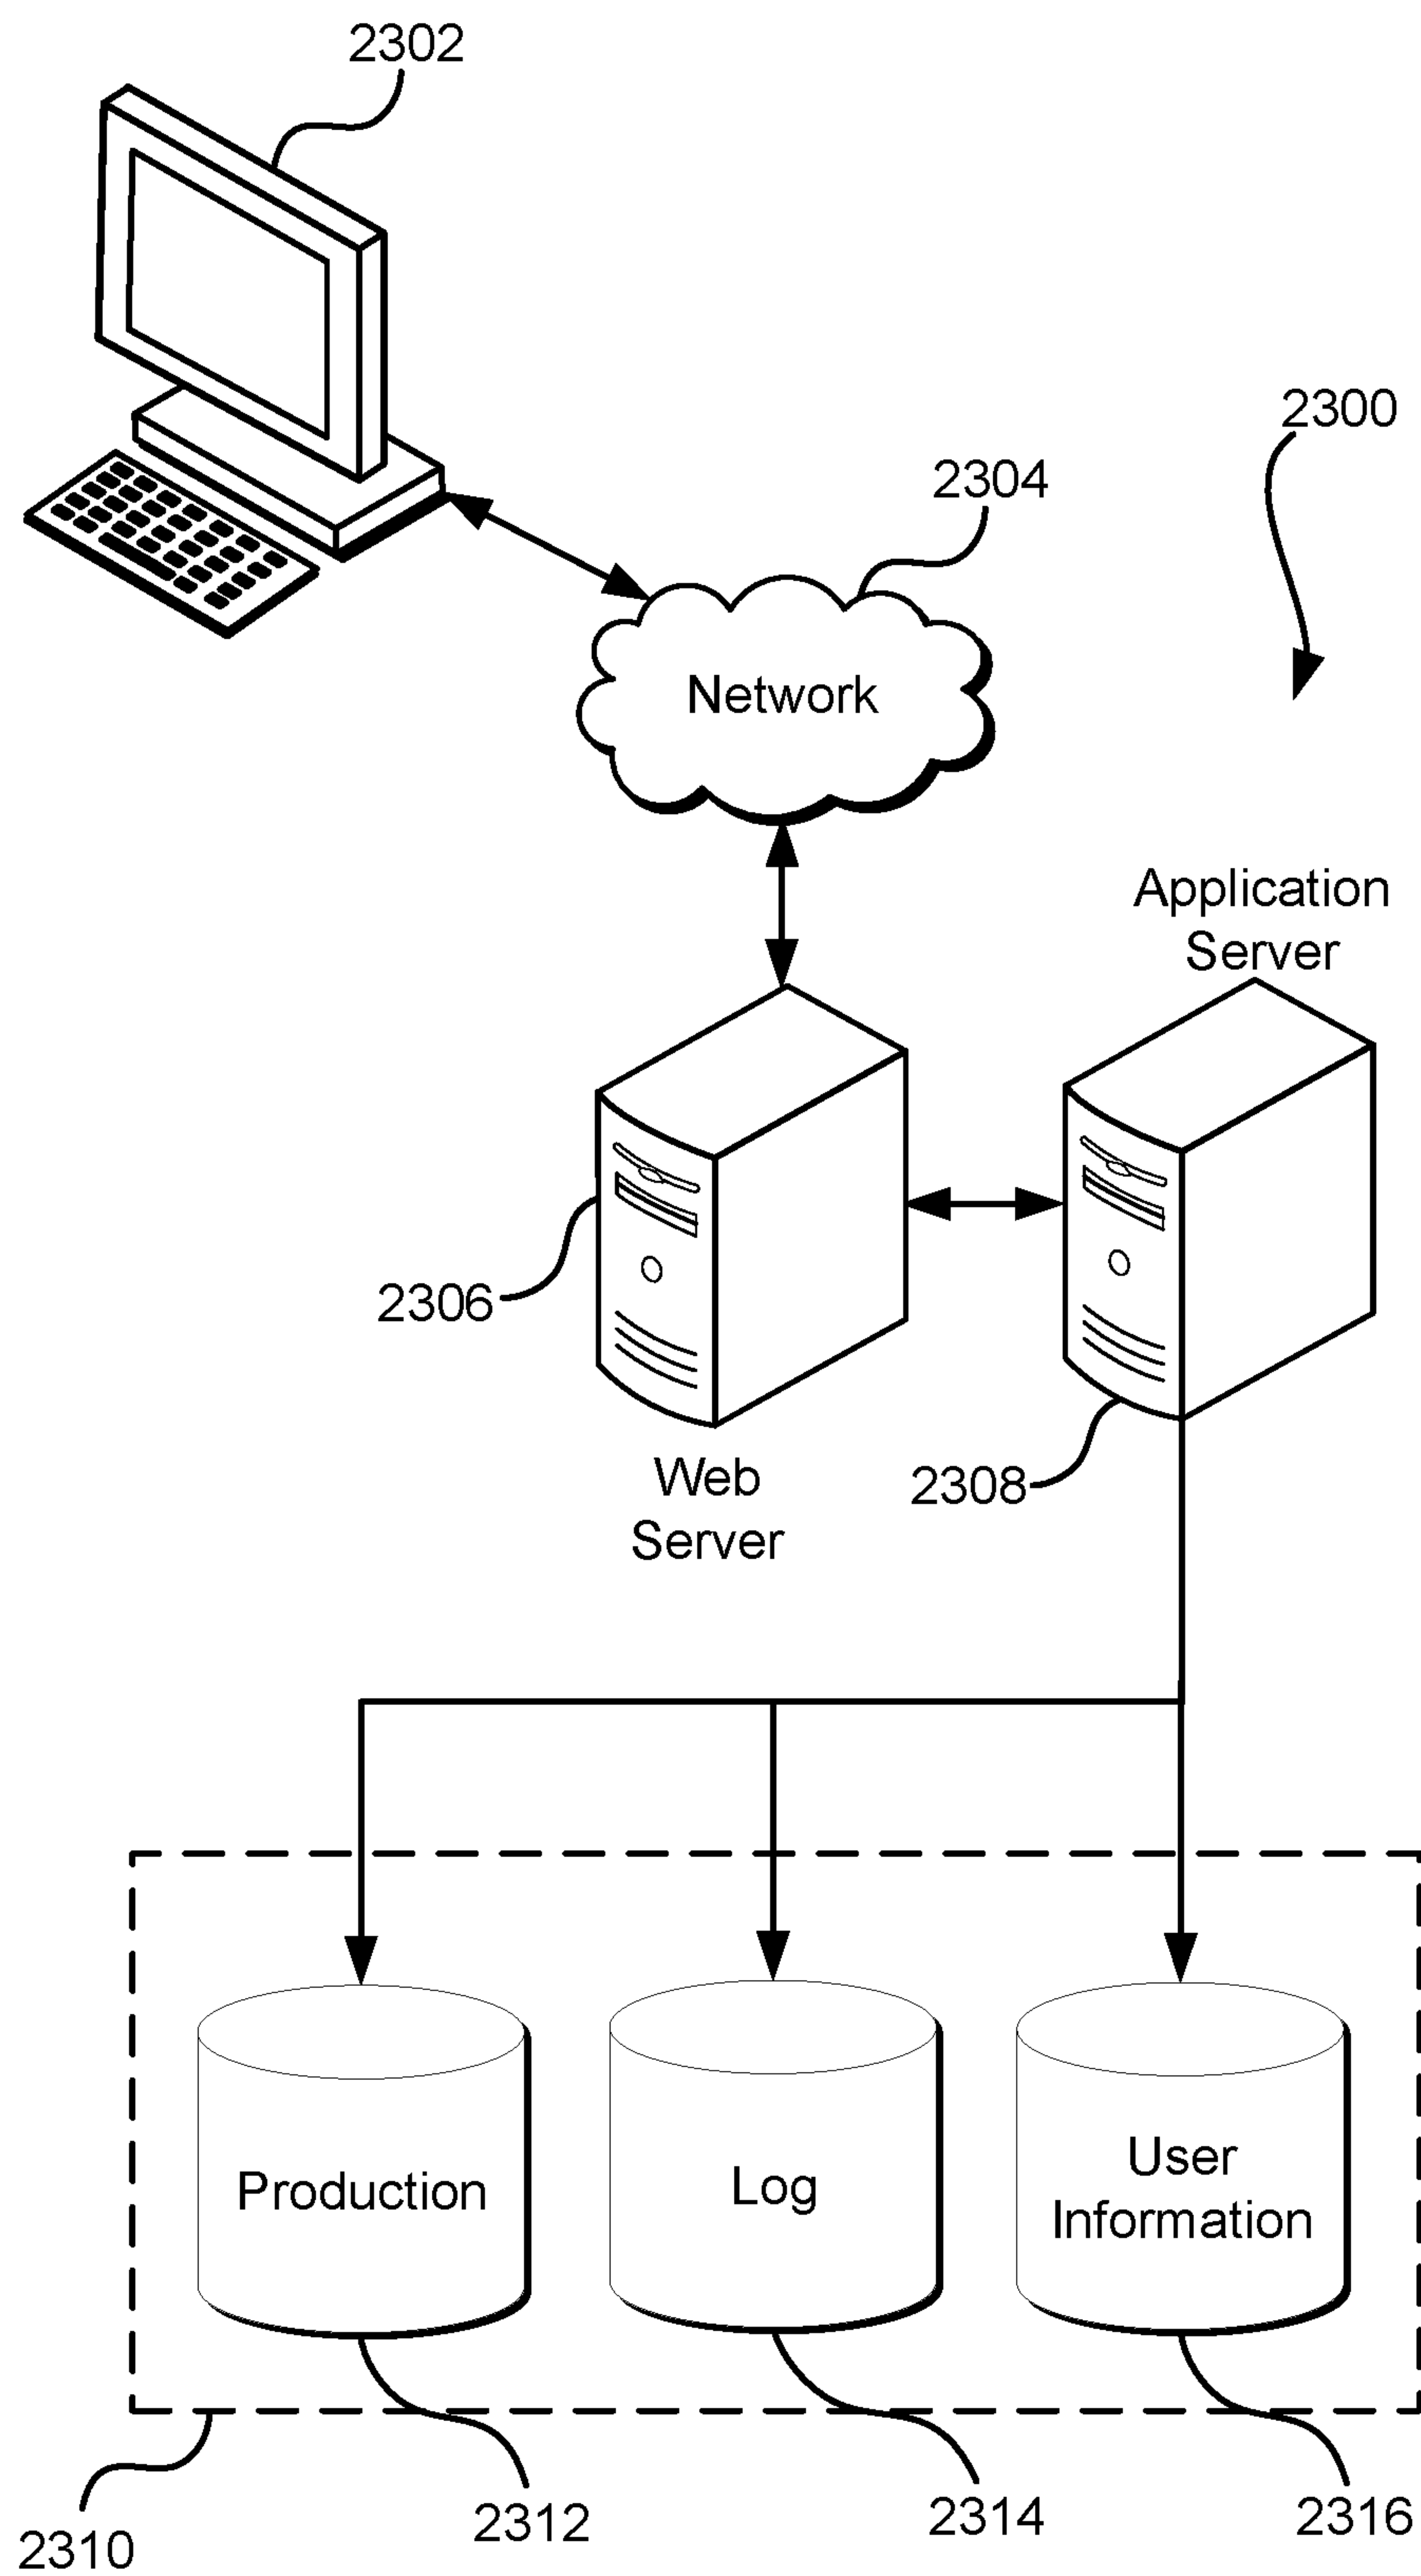 2302
2300
2304
Network
Application
Server
2306
Web
Server
2308
Production
Log
User
Information
2310
2312
2314
2316